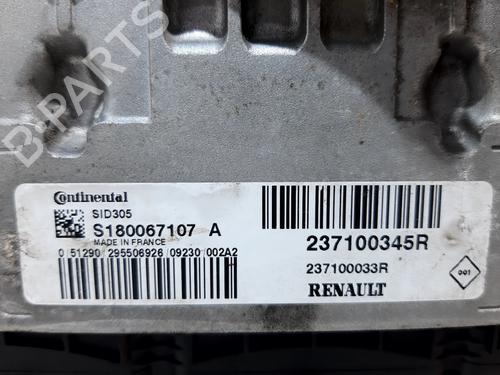 B-PARTS
Continental
SID305
S180067107 A
MADE IN FRANCE
0 51290 295506926 09230 002A2
237100345R
237100033R
RENAULT
001